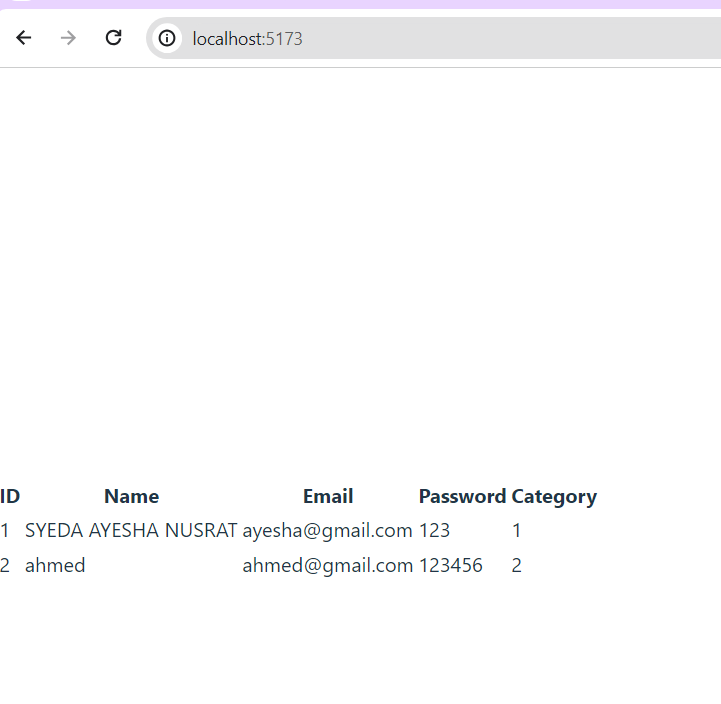 localhost:5173
ID Name Email Password Category
1 SYEDA AYESHA NUSRAT ayesha@gmail.com 123 1
2 ahmed ahmed@gmail.com 123456 2